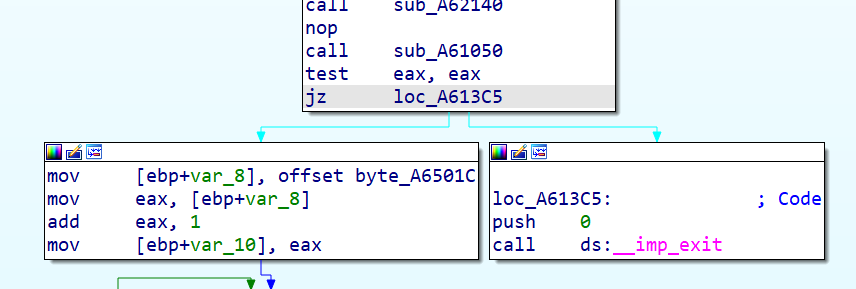 call    sub_A62140
nop
call    sub_A61050
test    eax, eax
jz      loc_A613C5
mov     [ebp+var_8], offset byte_A6501C
mov     eax, [ebp+var_8]
add     eax, 1
mov     [ebp+var_10], eax
loc_A613C5:             ; Code
push    0
call    ds:__imp_exit